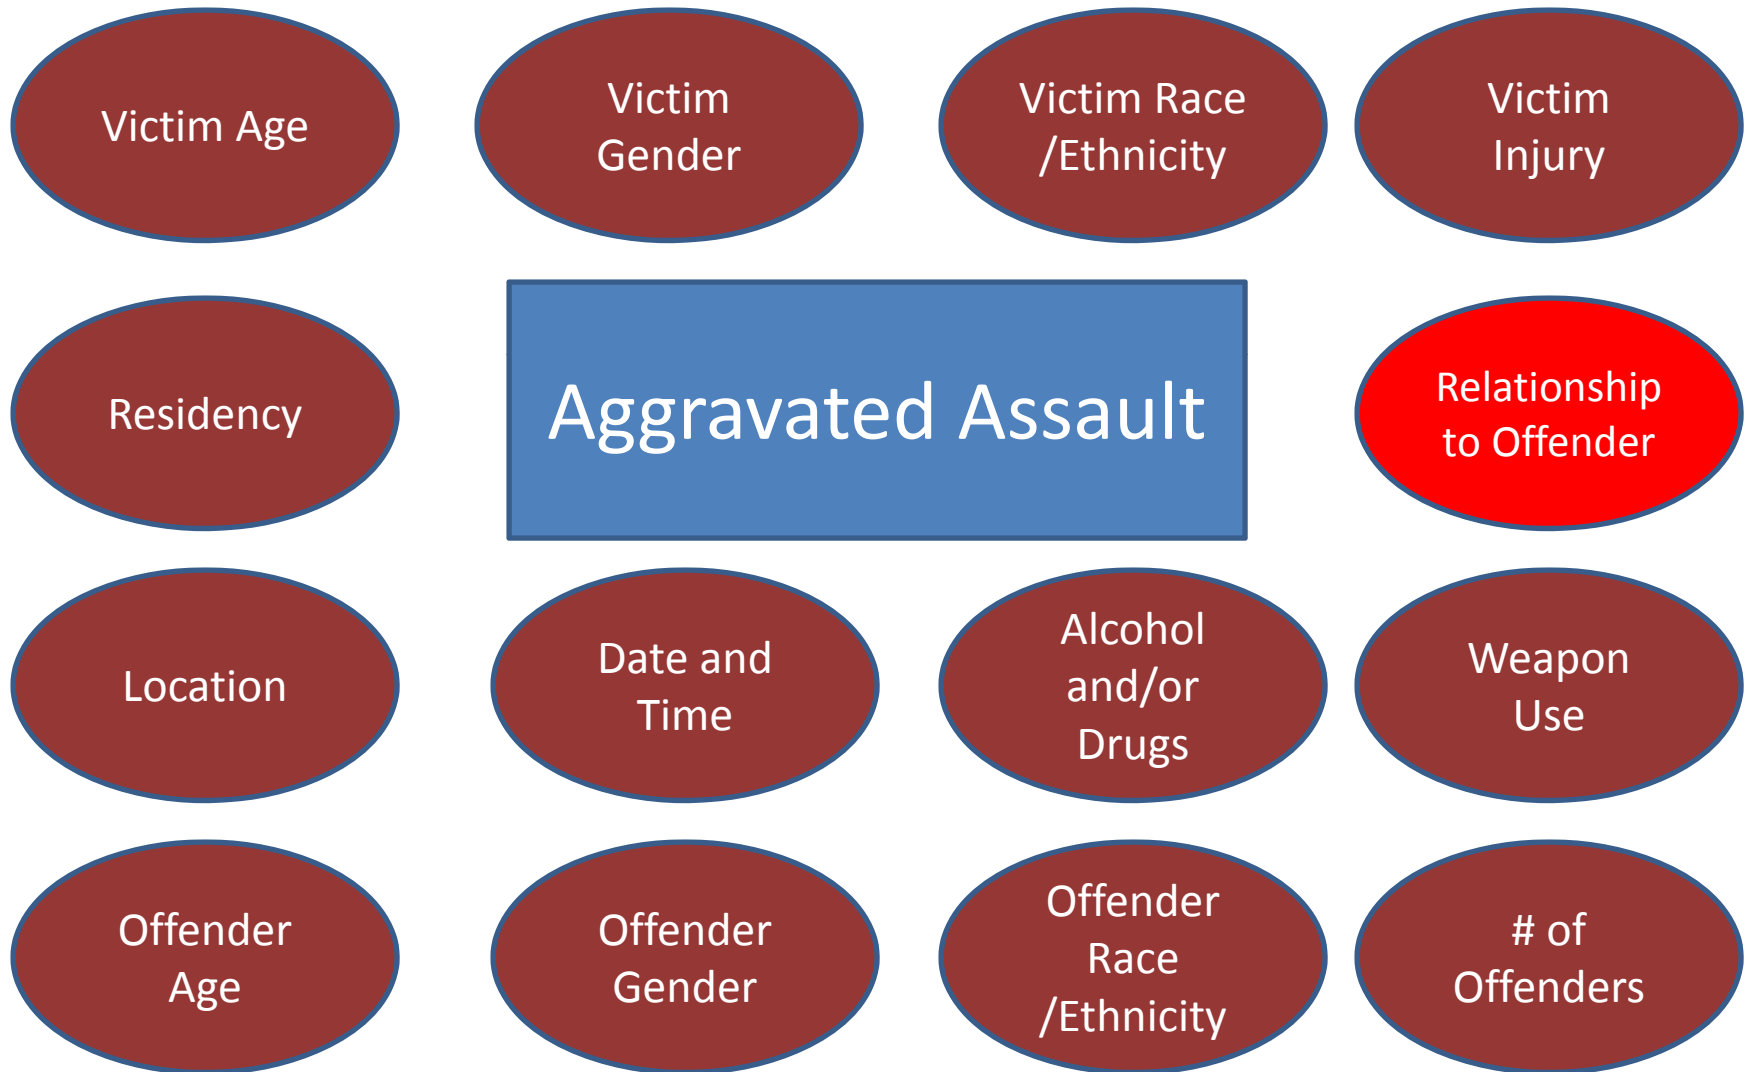 Victim Age
Victim
Gender
Victim Race
/Ethnicity
Victim
Injury
Residency
Aggravated Assault
Relationship
to Offender
Location
Date and
Time
Alcohol
and/or
Drugs
Weapon
Use
Offender
Age
Offender
Gender
Offender
Race
/Ethnicity
# of
Offenders